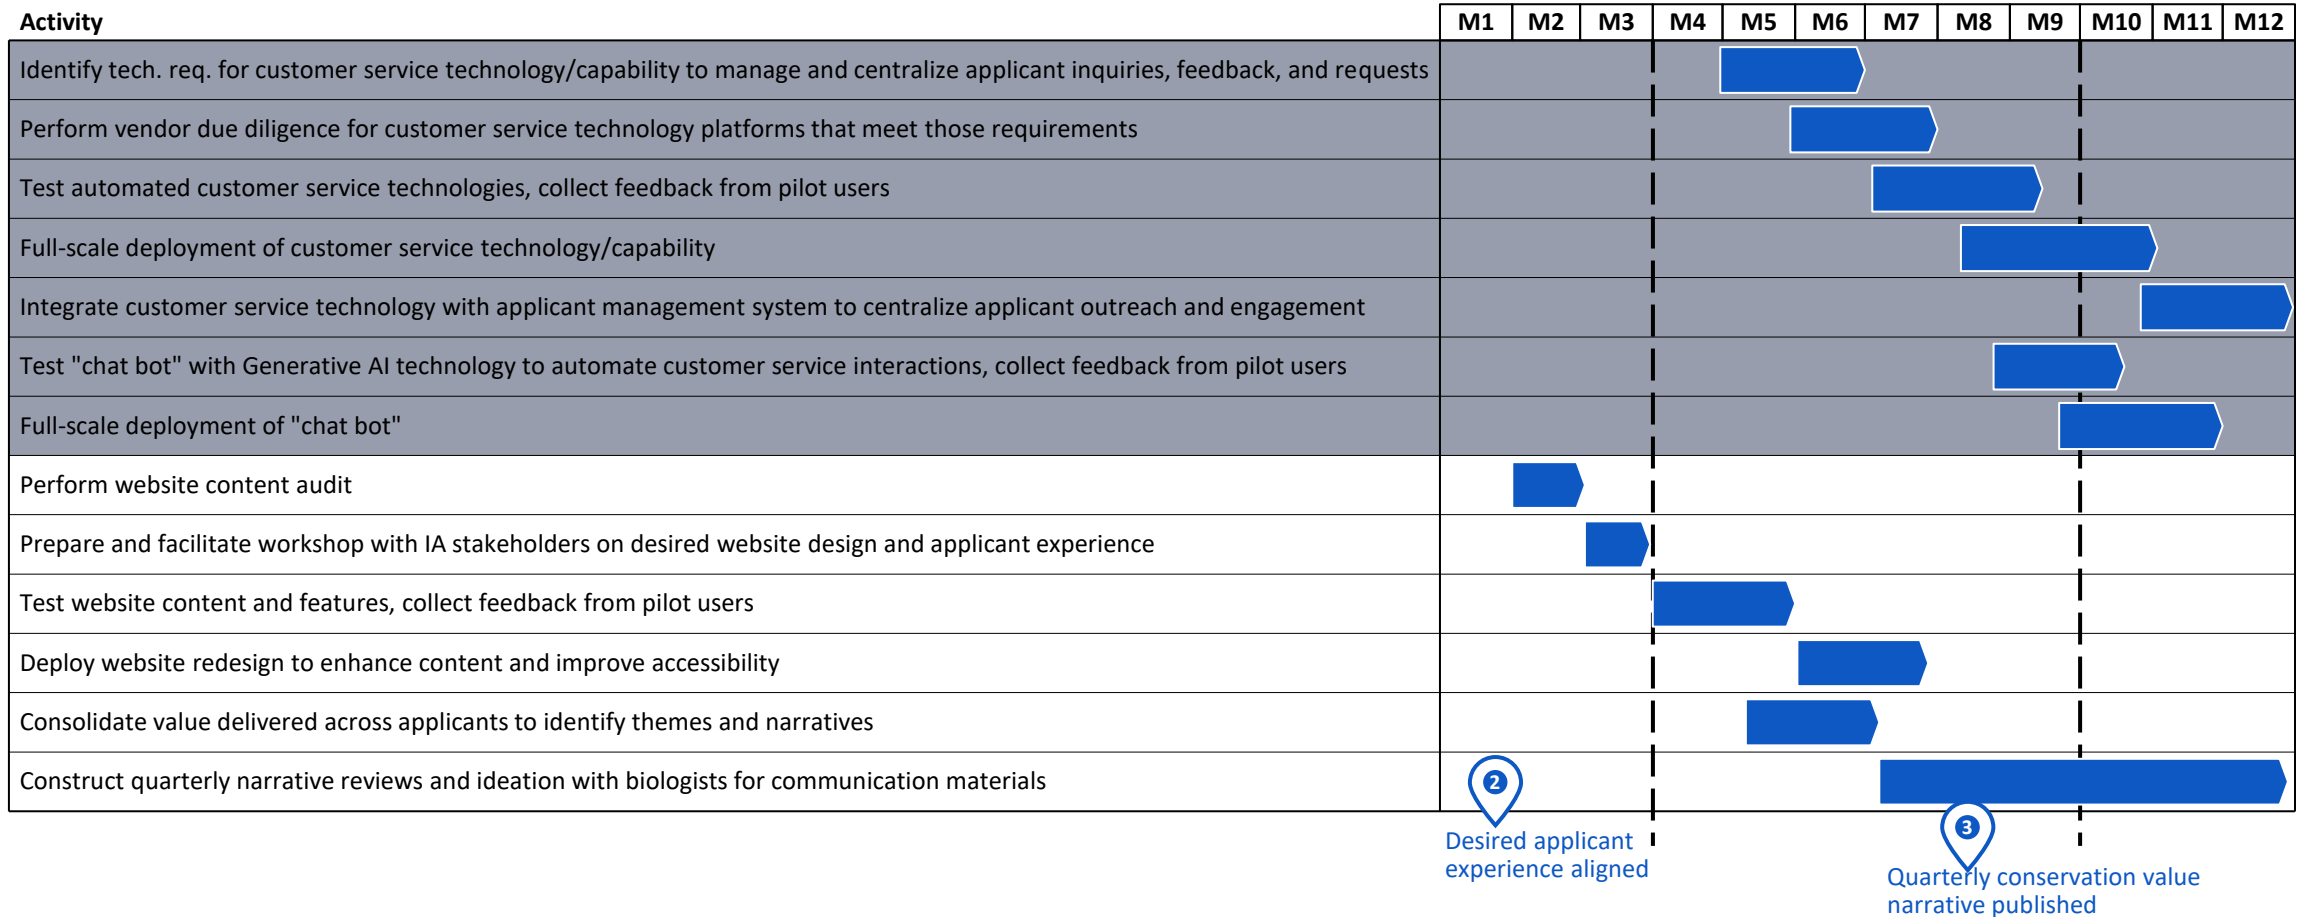 Activity M1 M2 M3 M4 M5 M6 M7 M8 M9 M10 M11 M12
Identify tech. req. for customer service technology/capability to manage and centralize applicant inquiries, feedback, and requests
Perform vendor due diligence for customer service technology platforms that meet those requirements
Test automated customer service technologies, collect feedback from pilot users
Full-scale deployment of customer service technology/capability
Integrate customer service technology with applicant management system to centralize applicant outreach and engagement
Test "chat bot" with Generative AI technology to automate customer service interactions, collect feedback from pilot users
Full-scale deployment of "chat bot"
Perform website content audit
Prepare and facilitate workshop with IA stakeholders on desired website design and applicant experience
Test website content and features, collect feedback from pilot users
Deploy website redesign to enhance content and improve accessibility
Consolidate value delivered across applicants to identify themes and narratives
Construct quarterly narrative reviews and ideation with biologists for communication materials
2
Desired applicant
experience aligned
3
Quarterly conservation value
narrative published